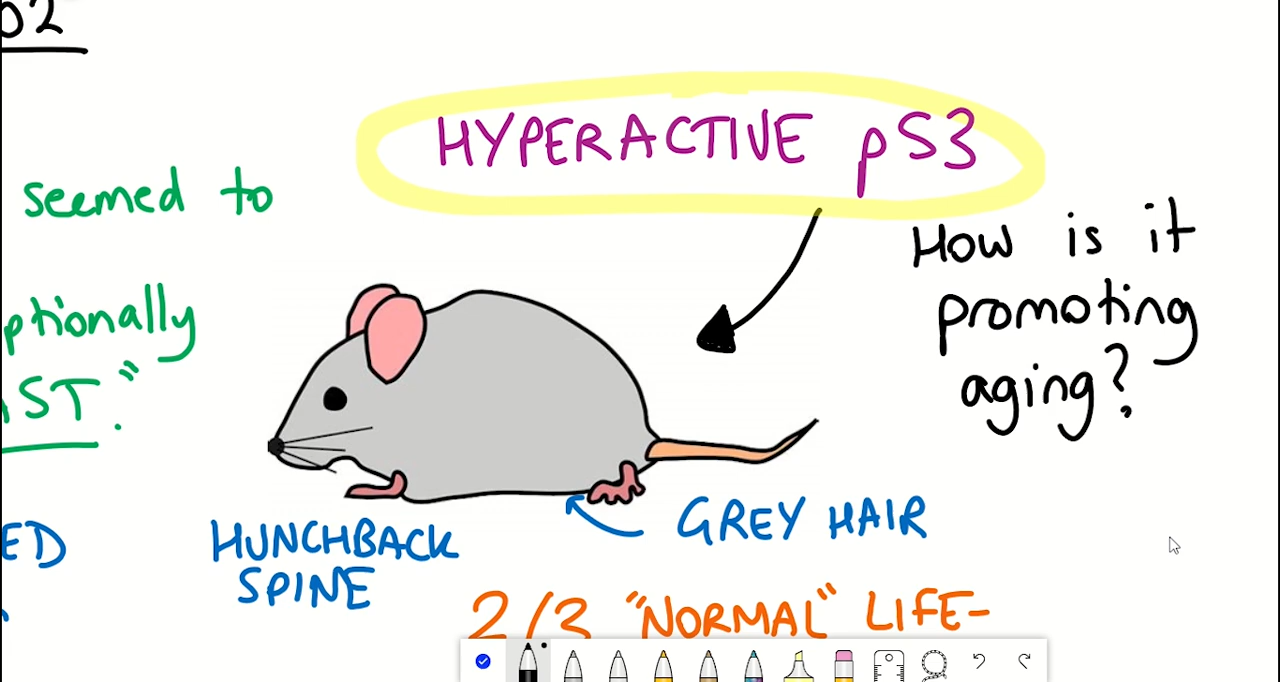 02
HYPERACTIVE p53
seemed to
How is it
promoting
aging?
ptionally
AST."
ED
HUNCHBACK
SPINE
GREY HAIR
2/3 "NORMAL" LIFE-